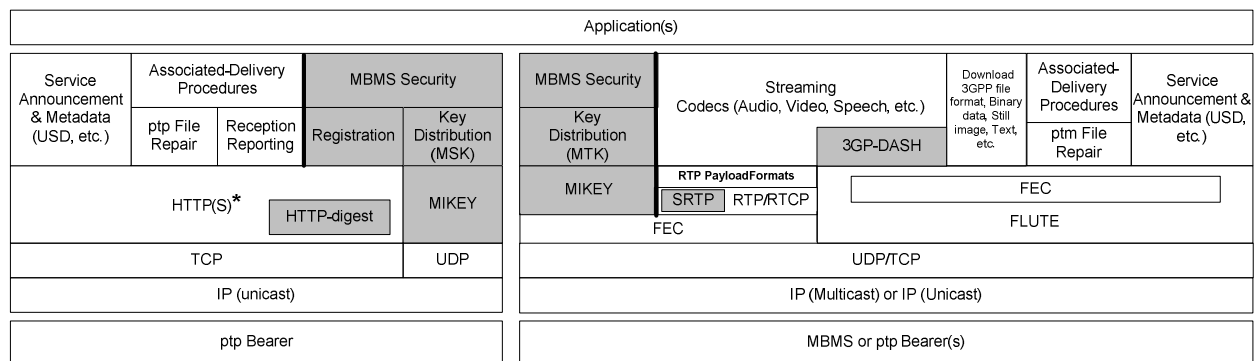 Application(s)
Service
Announcement
& Metadata
(USD, etc.)
Associated-Delivery
Procedures
ptp File
Repair
Reception
Reporting
MBMS Security
Registration
Key
Distribution
(MSK)
HTTP(S)*
HTTP-digest
MIKEY
TCP
UDP
IP (unicast)
ptp Bearer
MBMS Security
Key
Distribution
(MTK)
MIKEY
Streaming
Codecs (Audio, Video, Speech, etc.)
3GP-DASH
Download
3GPP file
format, Binary
data, Still
image, Text,
etc.
Associated-
Delivery
Procedures
ptm File
Repair
Service
Announcement &
Metadata (USD,
etc.)
RTP PayloadFormats
SRTP
RTP/RTCP
FEC
FEC
FLUTE
UDP/TCP
IP (Multicast) or IP (Unicast)
MBMS or ptp Bearer(s)